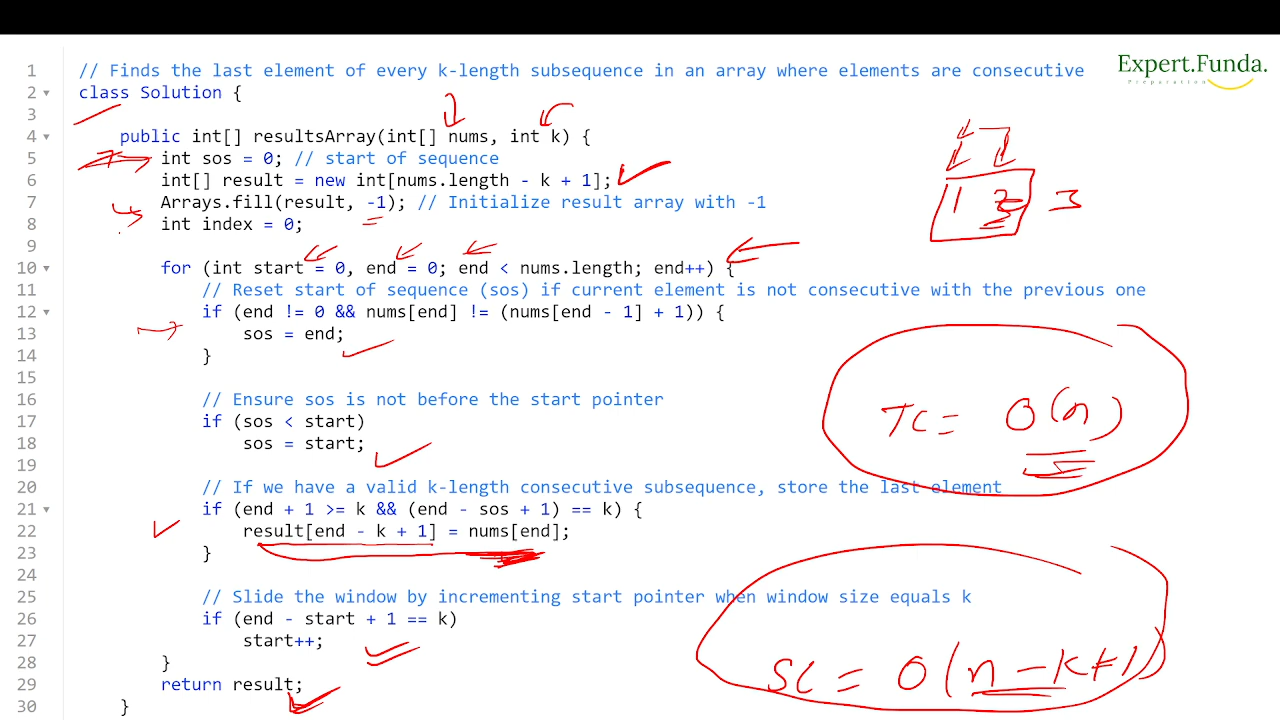 Expert.Funda.
Preparation
1 // Finds the last element of every k-length subsequence in an array where elements are consecutive
2 class Solution {
3
4 public int[] resultsArray(int[] nums, int k) {
5 int sos = 0; // start of sequence
6 int[] result = new int[nums.length - k + 1];
7 Arrays.fill(result, -1); // Initialize result array with -1
8 int index = 0;
9
10 for (int start = 0, end = 0; end < nums.length; end++) {
11 // Reset start of sequence (sos) if current element is not consecutive with the previous one
12 if (end != 0 && nums[end] != (nums[end - 1] + 1)) {
13 sos = end;
14 }
15
16 // Ensure sos is not before the start pointer
17 if (sos < start)
18 sos = start;
19
20 // If we have a valid k-length consecutive subsequence, store the last element
21 if (end + 1 >= k && (end - sos + 1) == k) {
22 result[end - k + 1] = nums[end];
23 }
24
25 // Slide the window by incrementing start pointer when window size equals k
26 if (end - start + 1 == k)
27 start++;
28 }
29 return result;
30 }
1 2 3
TC = O(n)
SC = O(n-k+1)